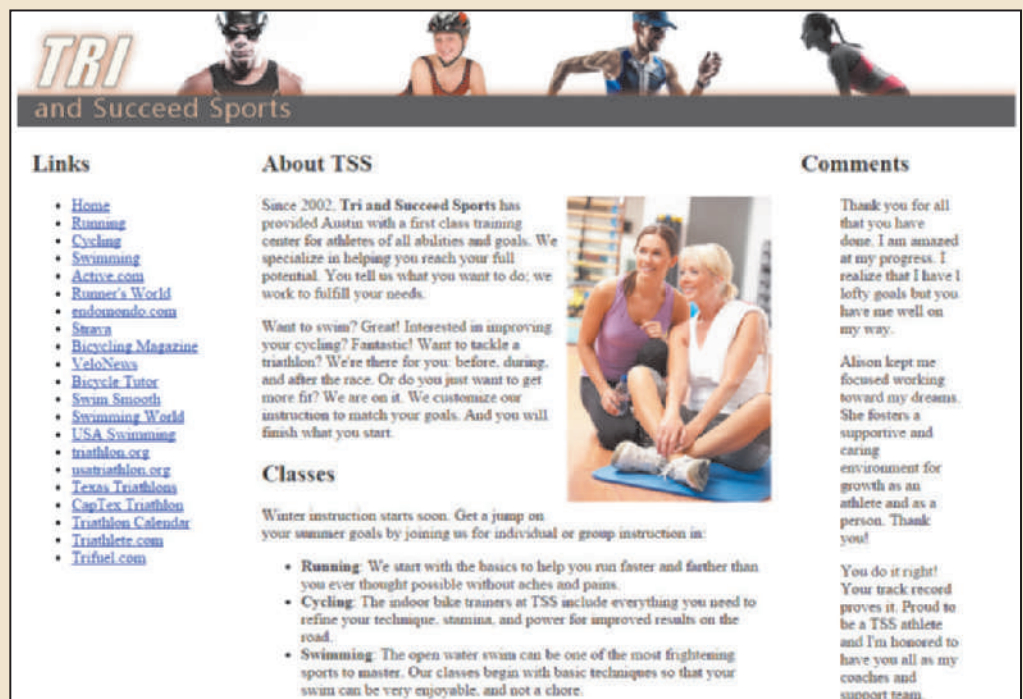 TRI
and Succeed Sports
Links
Home
Running
Cycling
Swimming
Active.com
Runner's World
endomondo.com
Strava
Bicycling Magazine
VeloNews
Bicycle Tutor
Swim Smooth
Swimming World
USA Swimming
triathlon.org
usatriathlon.org
Texas Triathlons
CapTex Triathlon
Triathlon Calendar
Triathlete.com
Trifuel.com
About TSS
Since 2002, Tri and Succeed Sports has
provided Austin with a first class training
center for athletes of all abilities and goals. We
specialize in helping you reach your full
potential. You tell us what you want to do; we
work to fulfill your needs.
Want to swim? Great! Interested in improving
your cycling? Fantastic! Want to tackle a
triathlon? We're there for you: before, during,
and after the race. Or do you just want to get
more fit? We are on it. We customize our
instruction to match your goals. And you will
finish what you start.
Classes
Winter instruction starts soon. Get a jump on
your summer goals by joining us for individual or group instruction in:
Running: We start with the basics to help you run faster and farther than
you ever thought possible without aches and pains.
Cycling: The indoor bike trainers at TSS include everything you need to
refine your technique, stamina, and power for improved results on the
road.
Swimming: The open water swim can be one of the most frightening
sports to master. Our classes begin with basic techniques so that your
swim can be very enjoyable, and not a chore.
Comments
Thank you for all
that you have
done. I am amazed
at my progress. I
realize that I have l
lofty goals but you
have me well on
my way.
Alison kept me
focused working
toward my dreams.
She fosters a
supportive and
caring
environment for
growth as an
athlete and as a
person. Thank
you!
You do it right!
Your track record
proves it. Proud to
be a TSS athlete
and I'm honored to
have you all as my
coaches and
support team.